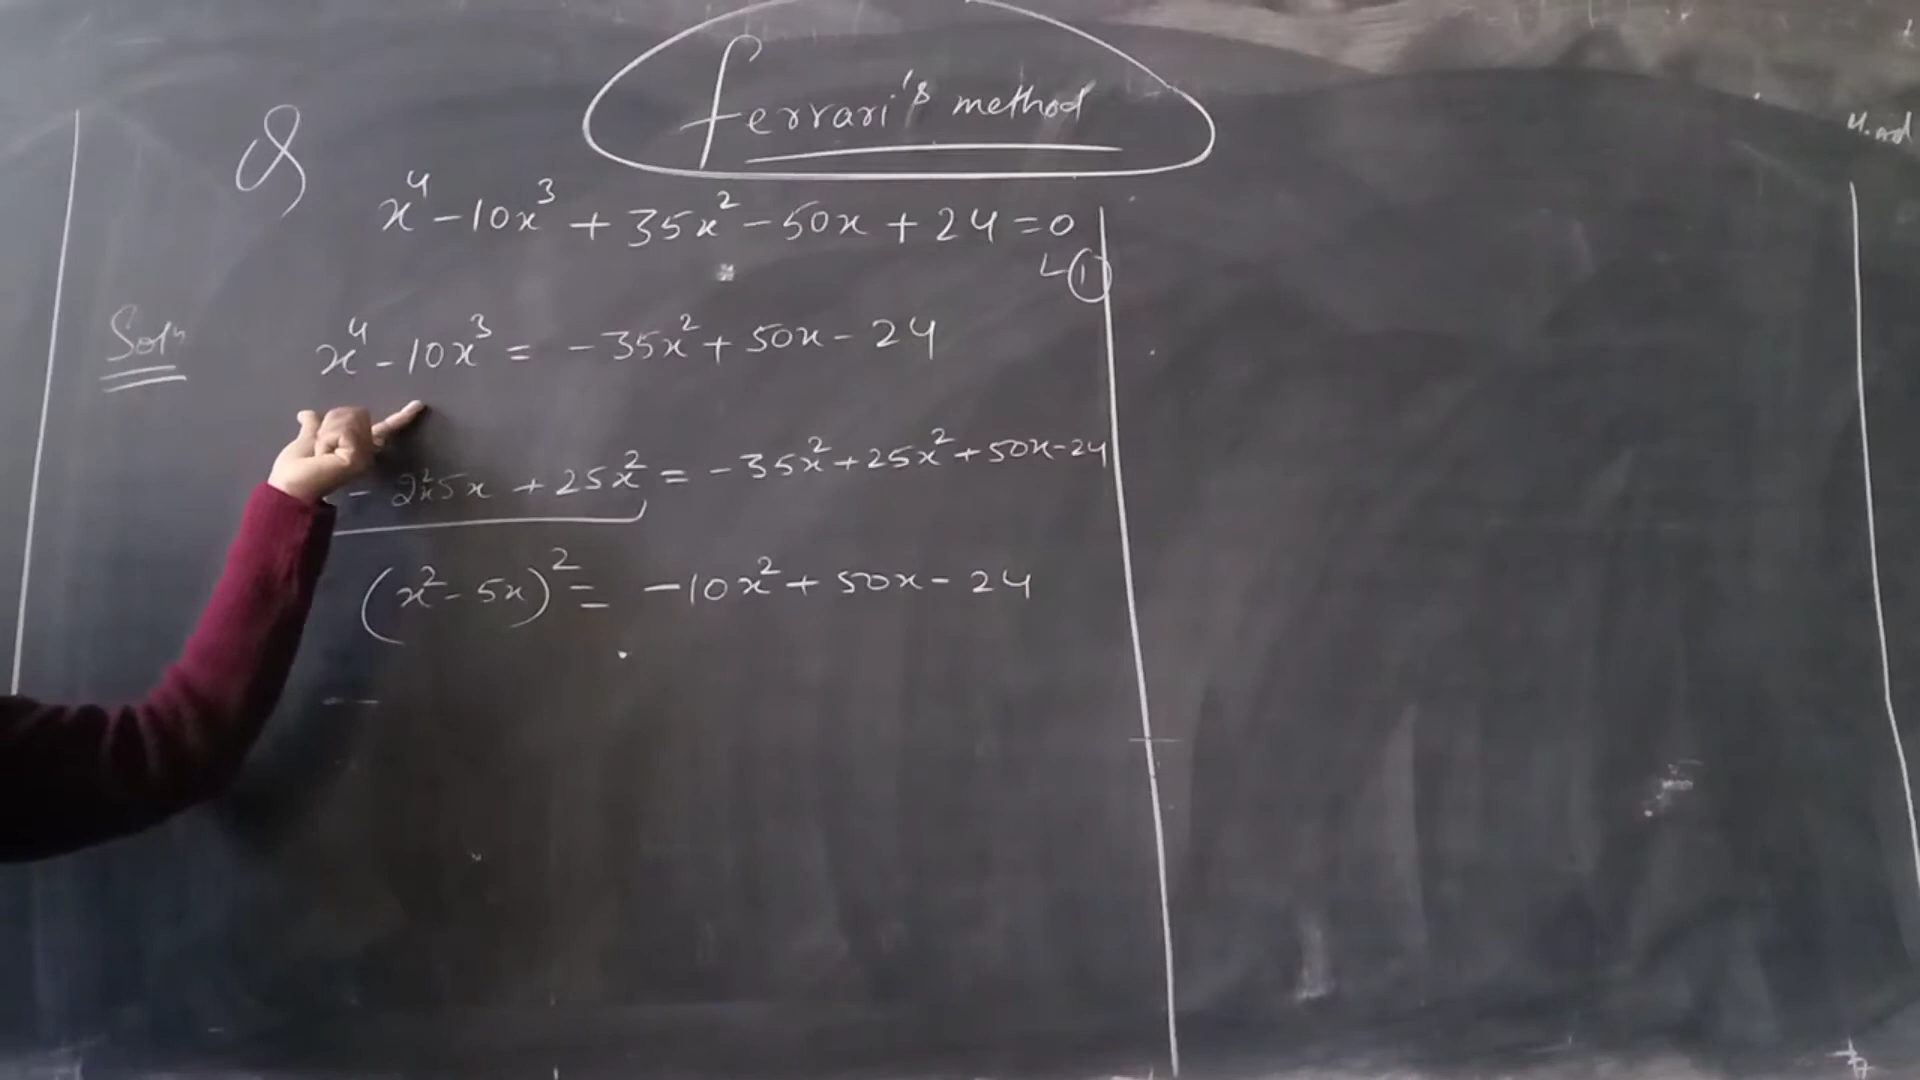 Ferrari's method
Q
x⁴ - 10x³ + 35x² - 50x + 24 = 0
①
Solⁿ
x⁴ - 10x³ = - 35x² + 50x - 24
- 2x²5x + 25x² = - 35x² + 25x² + 50x - 24
(x² - 5x)² = - 10x² + 50x - 24